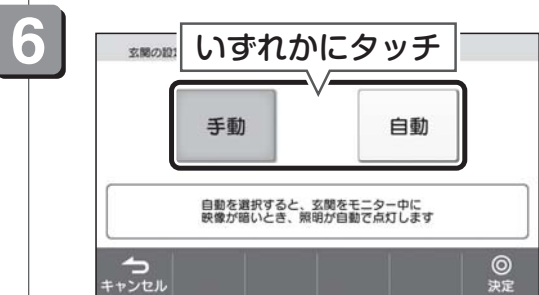 6
玄関の設
いずれかにタッチ
手動
自動
自動を選択すると、玄関をモニター中に
映像が暗いとき、照明が自動で点灯します
キャンセル
決定